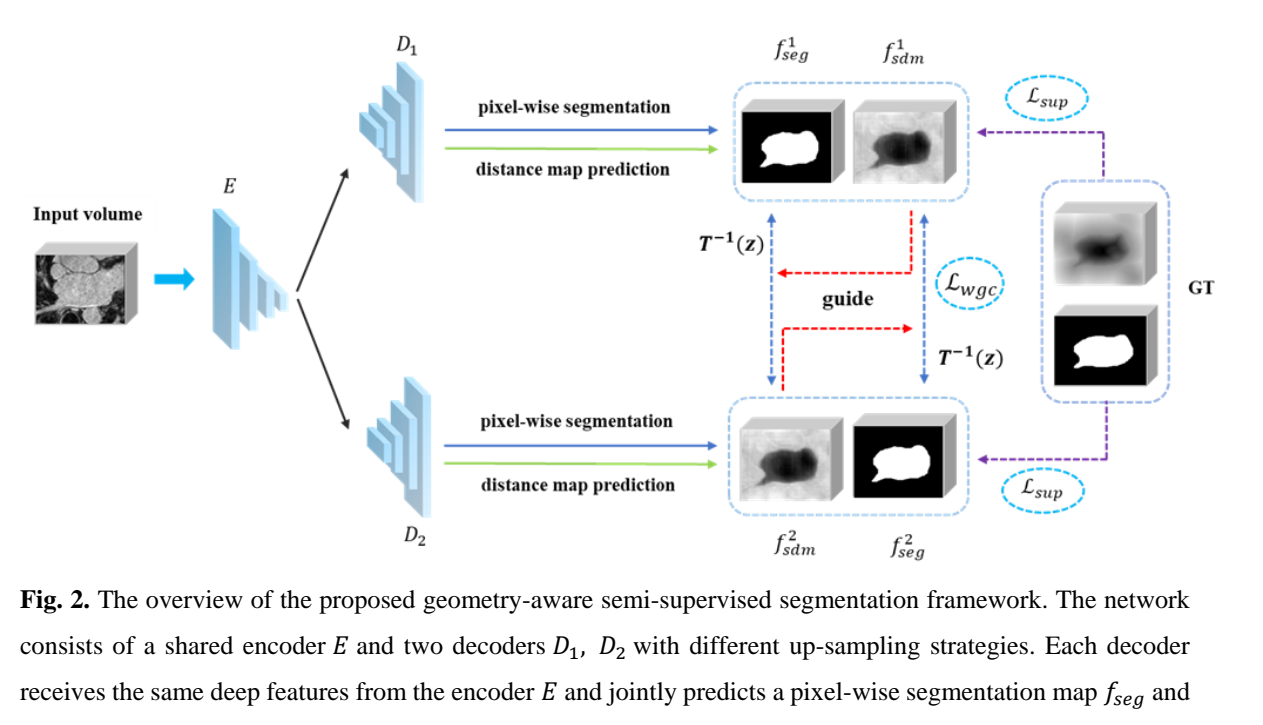 D₁
f¹seg
f¹sdm
ℒsup
pixel-wise segmentation
distance map prediction
E
Input volume
T⁻¹(z)
guide
ℒwgc
GT
T⁻¹(z)
pixel-wise segmentation
distance map prediction
ℒsup
D₂
f²sdm
f²seg
Fig. 2. The overview of the proposed geometry-aware semi-supervised segmentation framework. The network
consists of a shared encoder E and two decoders D₁, D₂ with different up-sampling strategies. Each decoder
receives the same deep features from the encoder E and jointly predicts a pixel-wise segmentation map fseg and